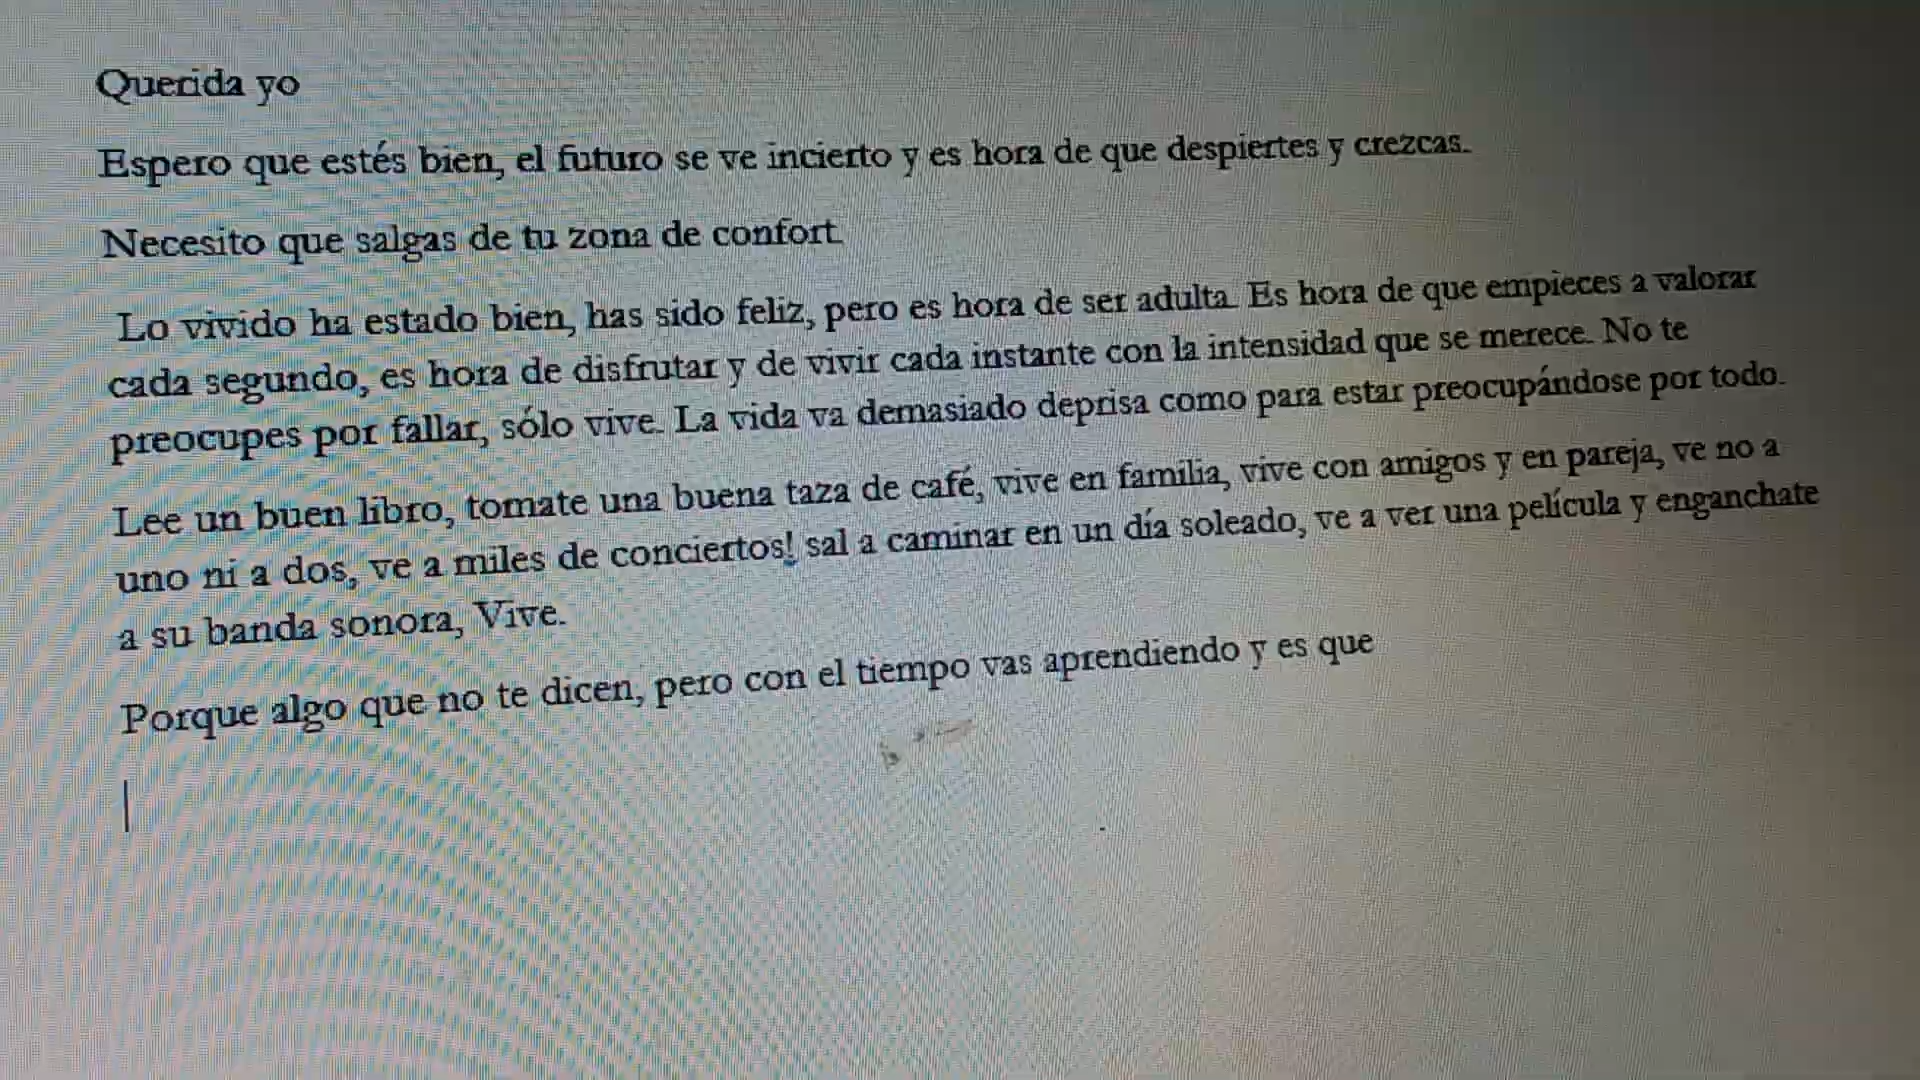 Querida yo
Espero que estés bien, el futuro se ve incierto y es hora de que despiertes y crezcas.
Necesito que salgas de tu zona de confort.
Lo vivido ha estado bien, has sido feliz, pero es hora de ser adulta. Es hora de que empieces a valorar
cada segundo, es hora de disfrutar y de vivir cada instante con la intensidad que se merece. No te
preocupes por fallar, sólo vive. La vida va demasiado deprisa como para estar preocupándose por todo.
Lee un buen libro, tomate una buena taza de café, vive en familia, vive con amigos y en pareja, ve no a
uno ni a dos, ve a miles de conciertos! sal a caminar en un día soleado, ve a ver una película y enganchate
a su banda sonora, Vive.
Porque algo que no te dicen, pero con el tiempo vas aprendiendo y es que